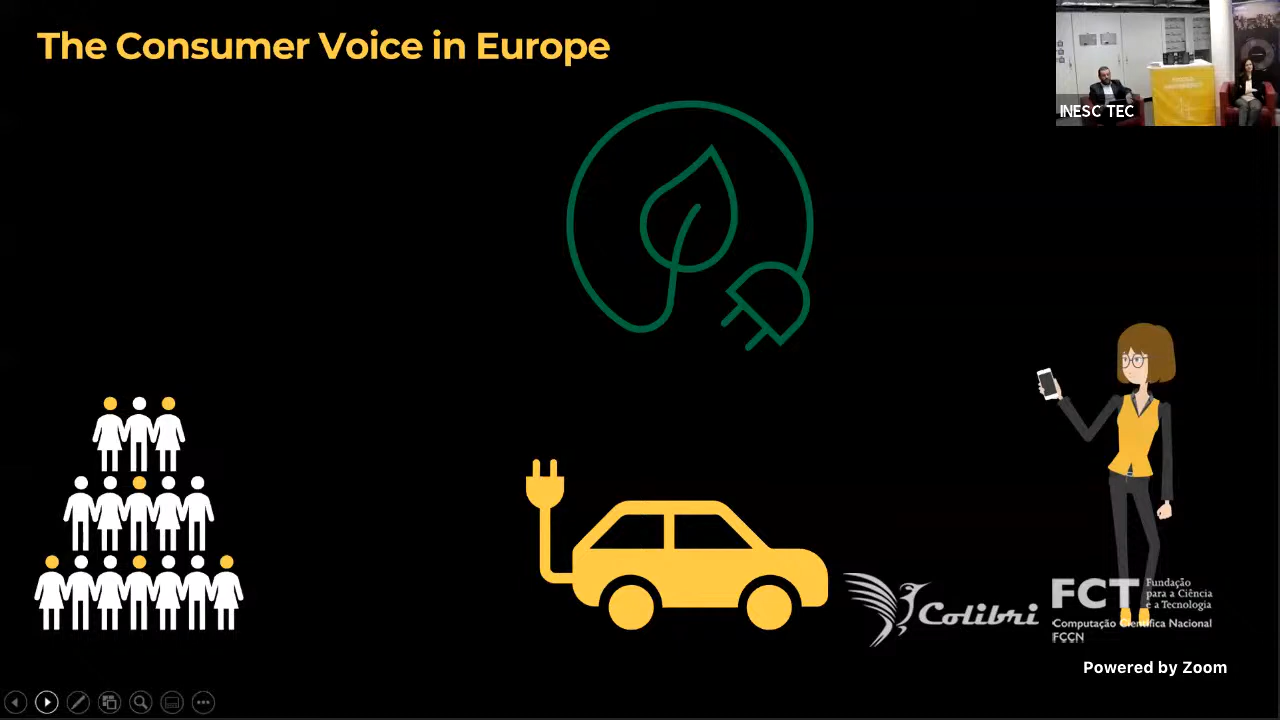 The Consumer Voice in Europe
INESC TEC
Colibri
FCT
Fundação
para a Ciência
e a Tecnologia
Computação Científica Nacional
FCCN
Powered by Zoom